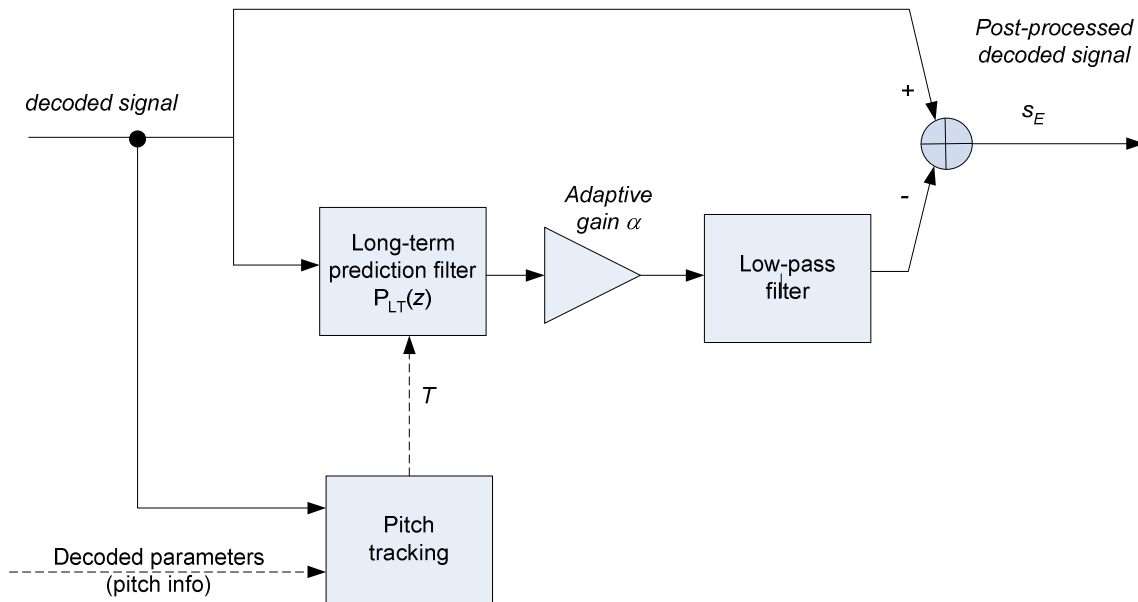 Post-processed
decoded signal
decoded signal
+
s_E
-
Adaptive
gain α
Long-term
prediction filter
P_LT(z)
Low-pass
filter
T
Pitch
tracking
Decoded parameters
(pitch info)